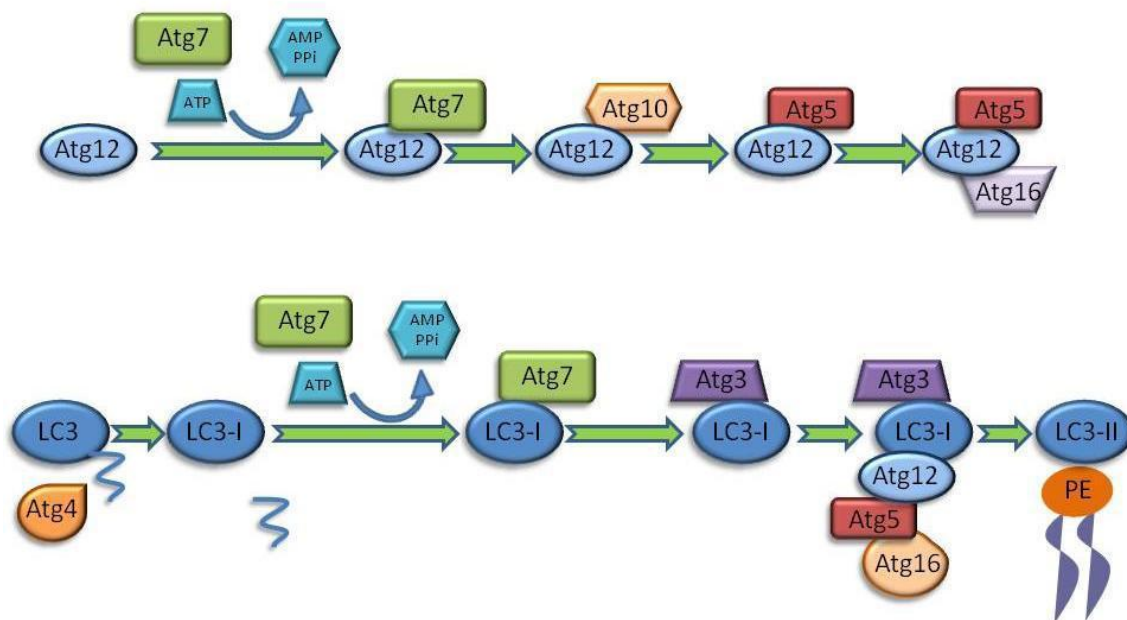 Atg7
AMP
PPi
ATP
Atg12
Atg7
Atg12
Atg10
Atg12
Atg5
Atg12
Atg5
Atg12
Atg16
Atg7
AMP
PPi
ATP
LC3
Atg4
LC3-I
Atg7
LC3-I
Atg3
LC3-I
Atg3
LC3-I
Atg12
Atg5
Atg16
LC3-II
PE